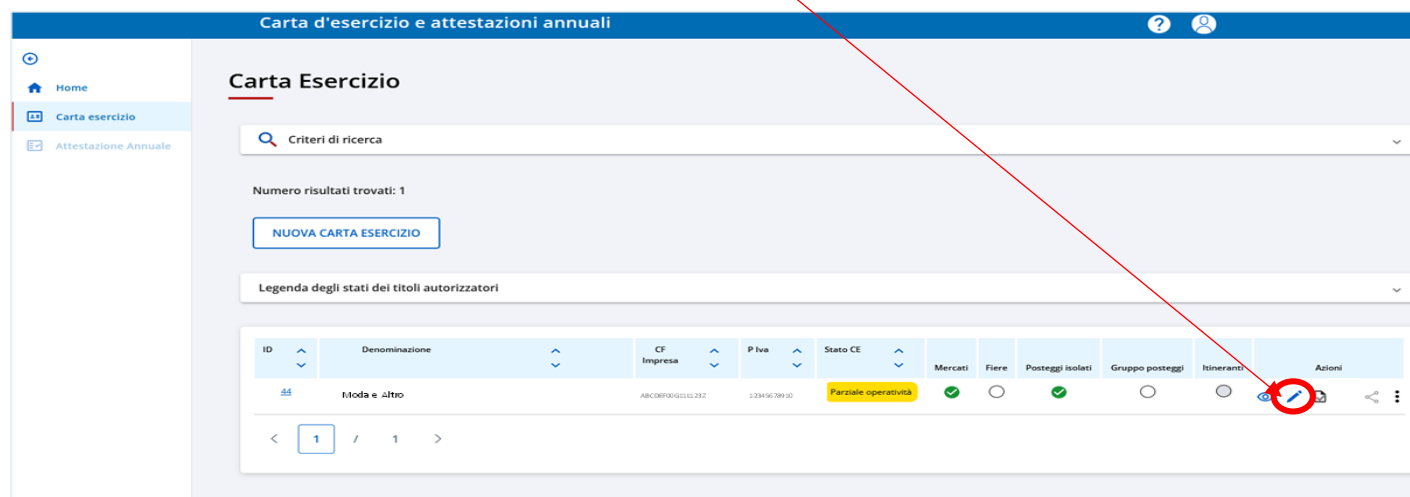 Carta d'esercizio e attestazioni annuali
Home
Carta esercizio
Attestazione Annuale
Carta Esercizio
Criteri di ricerca
Numero risultati trovati: 1
NUOVA CARTA ESERCIZIO
Legenda degli stati dei titoli autorizzatori
ID Denominazione CF Impresa P Iva Stato CE Mercati Fiere Posteggi isolati Gruppo posteggi Itineranti Azioni
44 Moda e Altro 12345678910 Parziale operatività
< 1 / 1 >